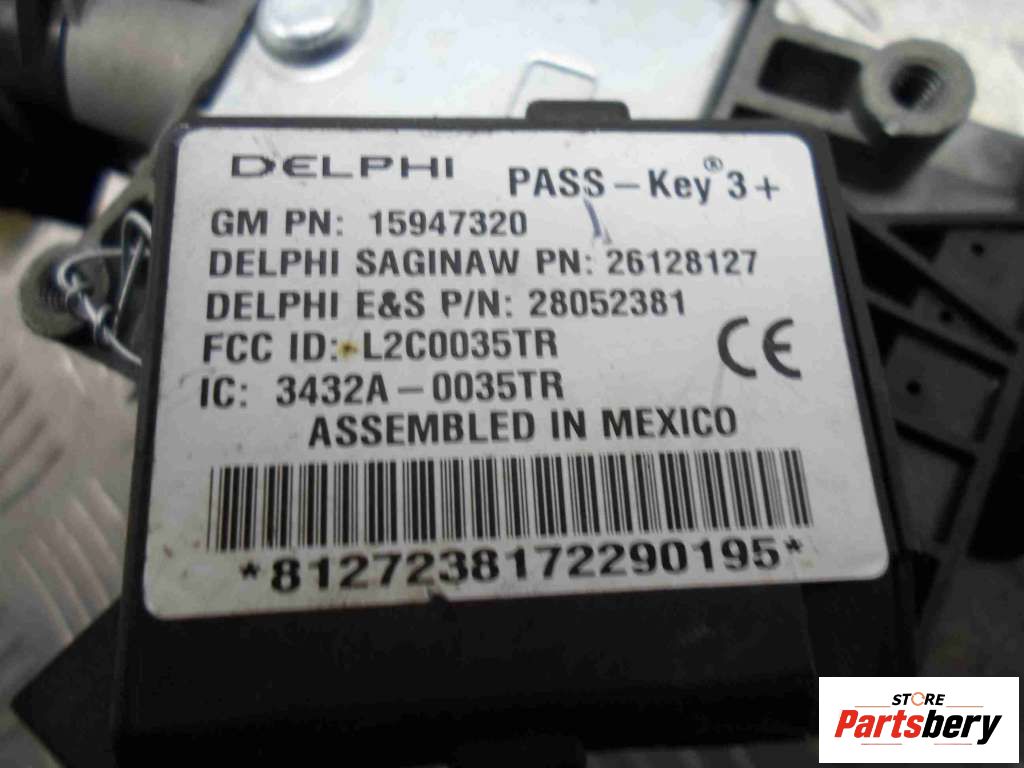 DELPHI PASS-Key® 3+
GM PN: 15947320
DELPHI SAGINAW PN: 26128127
DELPHI E&S P/N: 28052381
FCC ID: L2C0035TR
IC: 3432A-0035TR
CE
ASSEMBLED IN MEXICO
*8127238172290195*
STORE
Partsbery